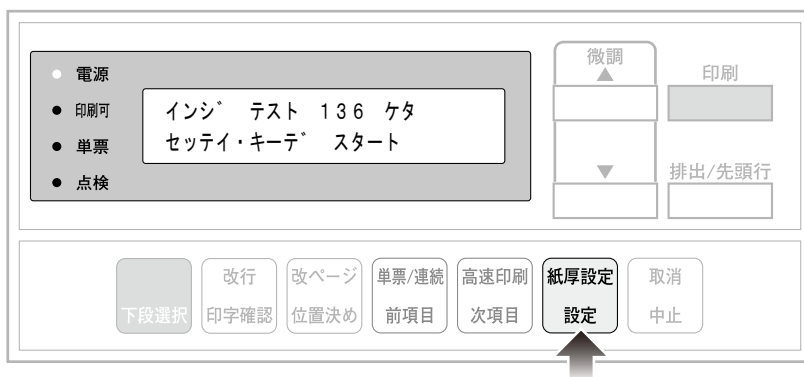 電源
印刷可
単票
点検
インジ゛ テスト 136 ケタ
セッテイ・キーデ゛ スタート
微調
▲
▼
印刷
排出/先頭行
下段選択
改行
印字確認
改ページ
位置決め
単票/連続
前項目
高速印刷
次項目
紙厚設定
設定
取消
中止